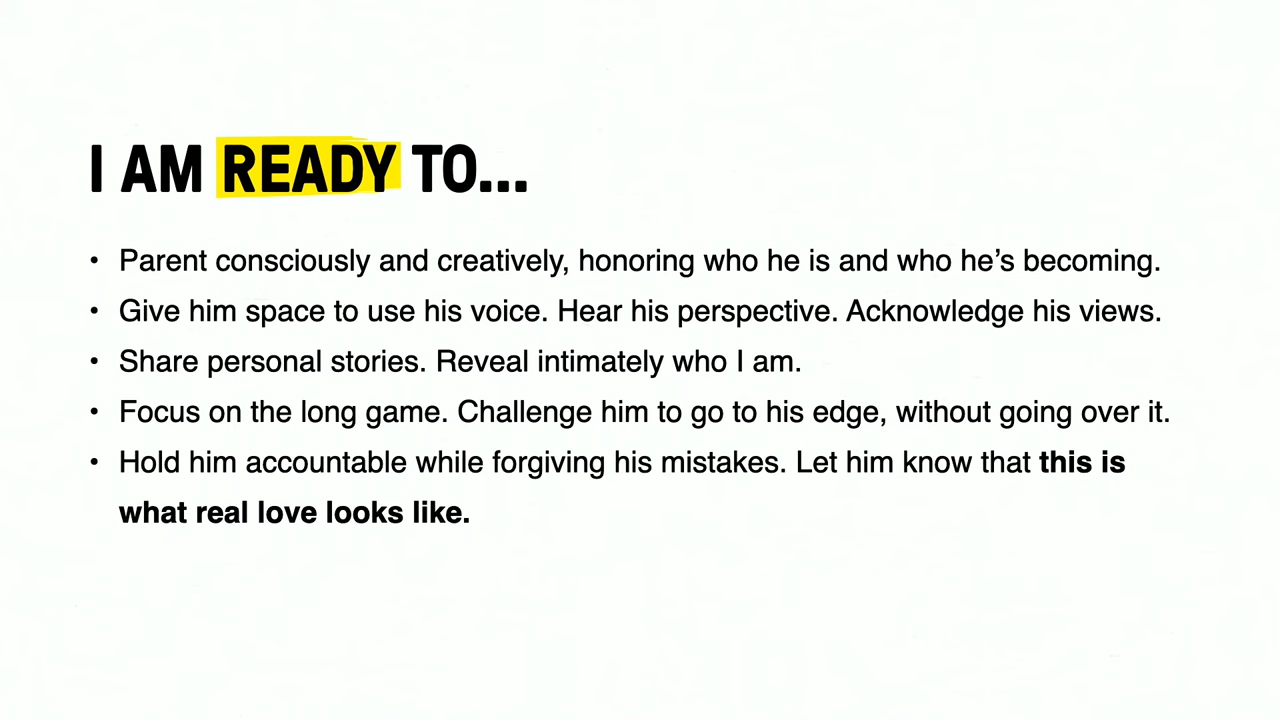 I AM READY TO...
• Parent consciously and creatively, honoring who he is and who he’s becoming.
• Give him space to use his voice. Hear his perspective. Acknowledge his views.
• Share personal stories. Reveal intimately who I am.
• Focus on the long game. Challenge him to go to his edge, without going over it.
• Hold him accountable while forgiving his mistakes. Let him know that this is
what real love looks like.